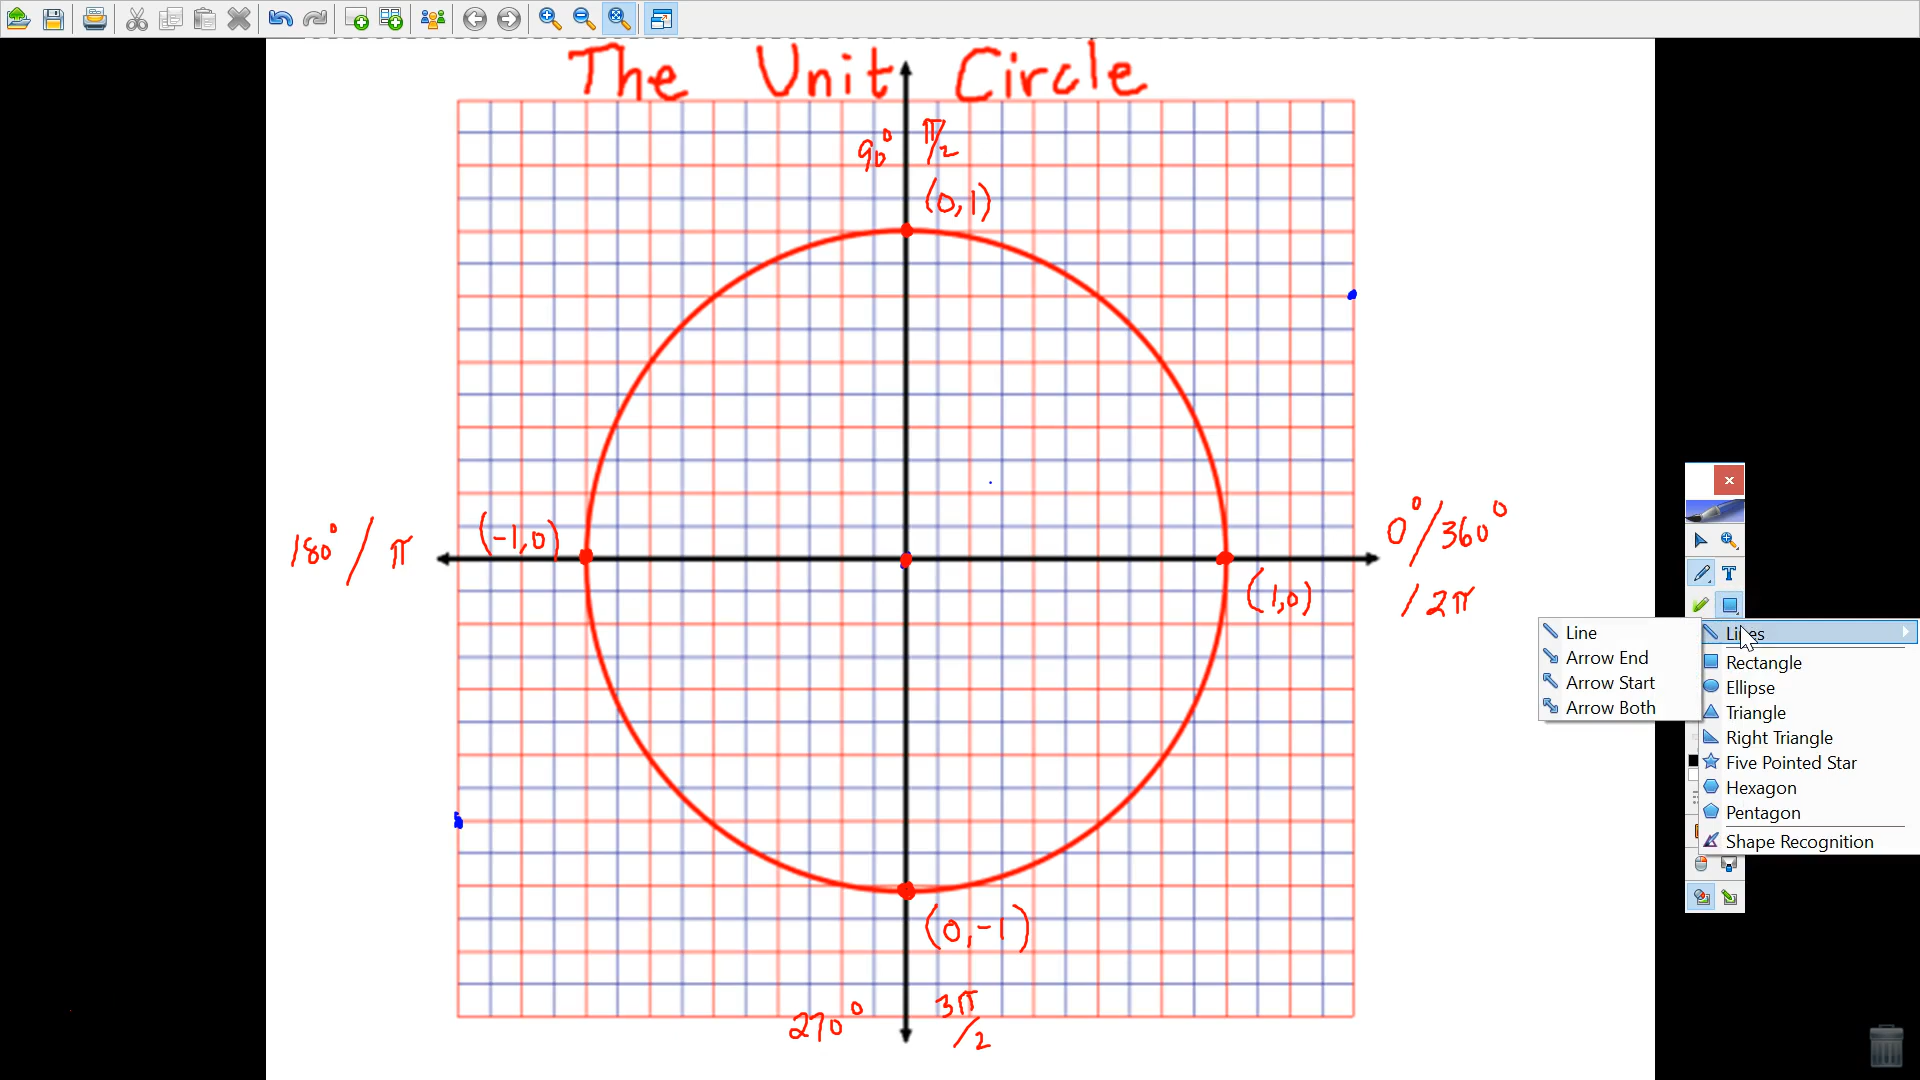 The Unit Circle
90° π/2
(0,1)
180° / π
(-1,0)
0°/360°
/ 2π
(1,0)
(0,-1)
270° 3π/2
Line
Arrow End
Arrow Start
Arrow Both
Lines
Rectangle
Ellipse
Triangle
Right Triangle
Five Pointed Star
Hexagon
Pentagon
Shape Recognition